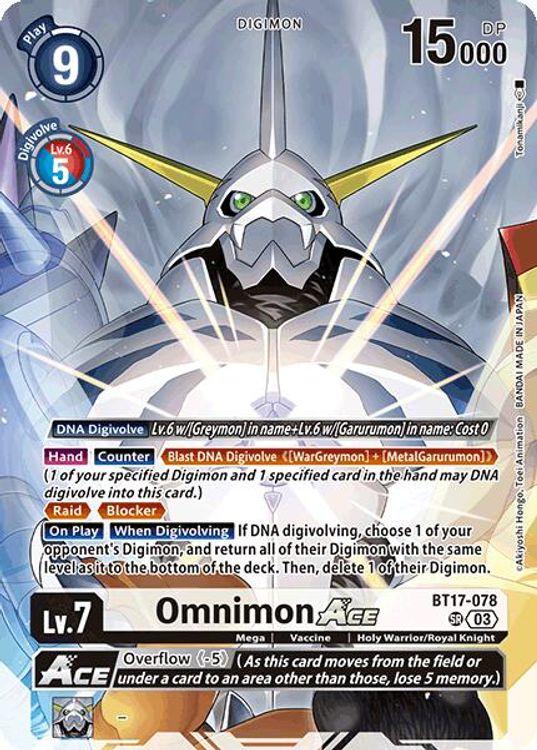 DIGIMON
Play
9
15000
DP
Digivolve
Lv.6
5
Tonamikanji
©Akiyoshi Hongo, Toei Animation BANDAI MADE IN JAPAN
DNA Digivolve Lv.6 w/[Greymon] in name+Lv.6 w/[Garurumon] in name: Cost 0
Hand Counter Blast DNA Digivolve《[WarGreymon] + [MetalGarurumon]》
(1 of your specified Digimon and 1 specified card in the hand may DNA
digivolve into this card.)
Raid Blocker
On Play When Digivolving If DNA digivolving, choose 1 of your
opponent's Digimon, and return all of their Digimon with the same
level as it to the bottom of the deck. Then, delete 1 of their Digimon.
Lv.7
Omnimon ACE
BT17-078
SR 03
Mega Vaccine Holy Warrior/Royal Knight
ACE Overflow《-5》(As this card moves from the field or
under a card to an area other than those, lose 5 memory.)
-